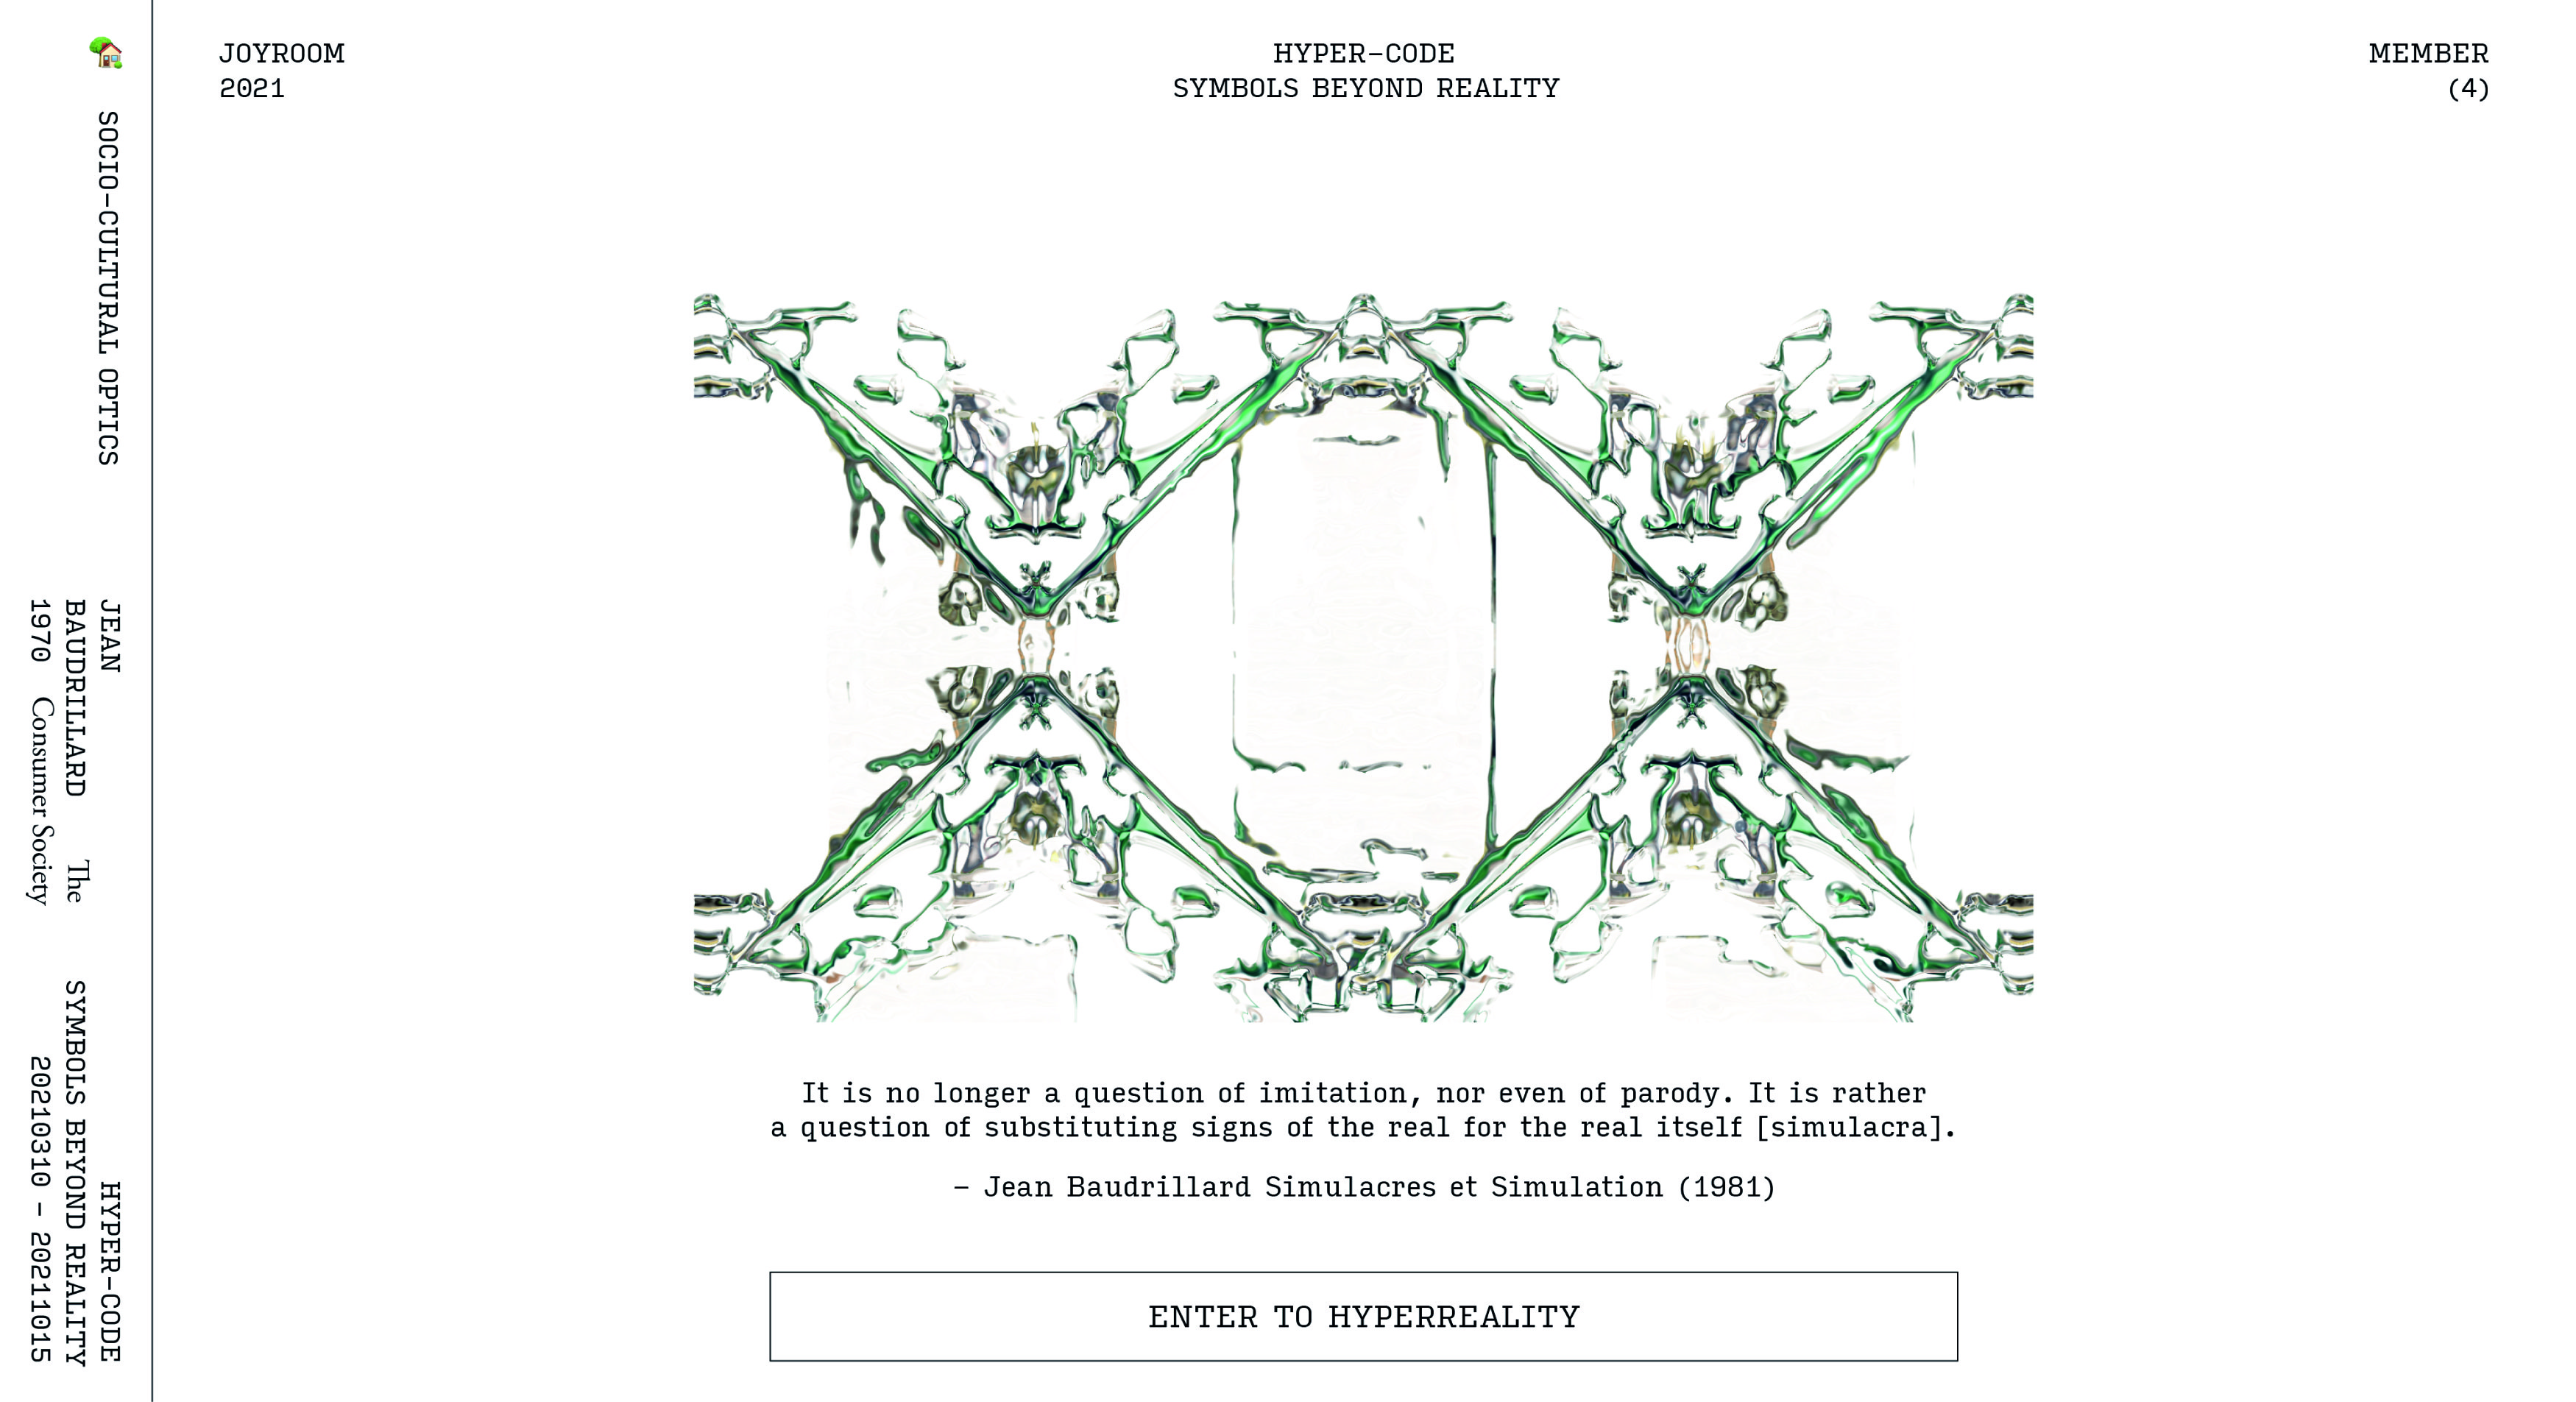 JOYROOM
2021
HYPER–CODE
SYMBOLS BEYOND REALITY
MEMBER
(4)
SOCIO–CULTURAL OPTICS
JEAN
BAUDRILLARD The
1970 Consumer Society
HYPER–CODE
SYMBOLS BEYOND REALITY
20210310 – 202111015
It is no longer a question of imitation, nor even of parody. It is rather
a question of substituting signs of the real for the real itself [simulacra].
– Jean Baudrillard Simulacres et Simulation (1981)
ENTER TO HYPERREALITY